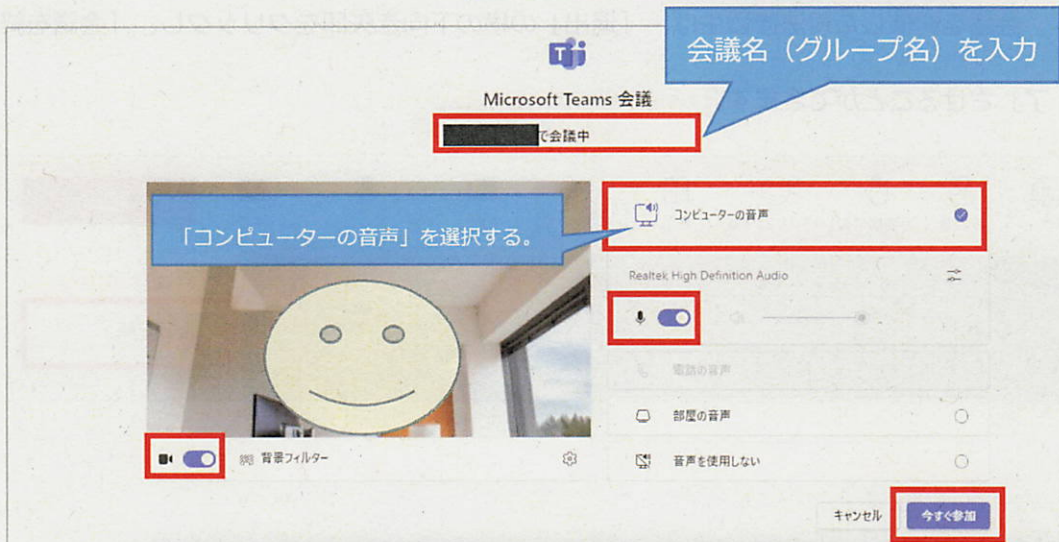 会議名（グループ名）を入力
Microsoft Teams 会議
で会議中
「コンピューターの音声」を選択する。
コンピューターの音声
Realtek High Definition Audio
電話の音声
部屋の音声
背景フィルター
音声を使用しない
キャンセル
今すぐ参加